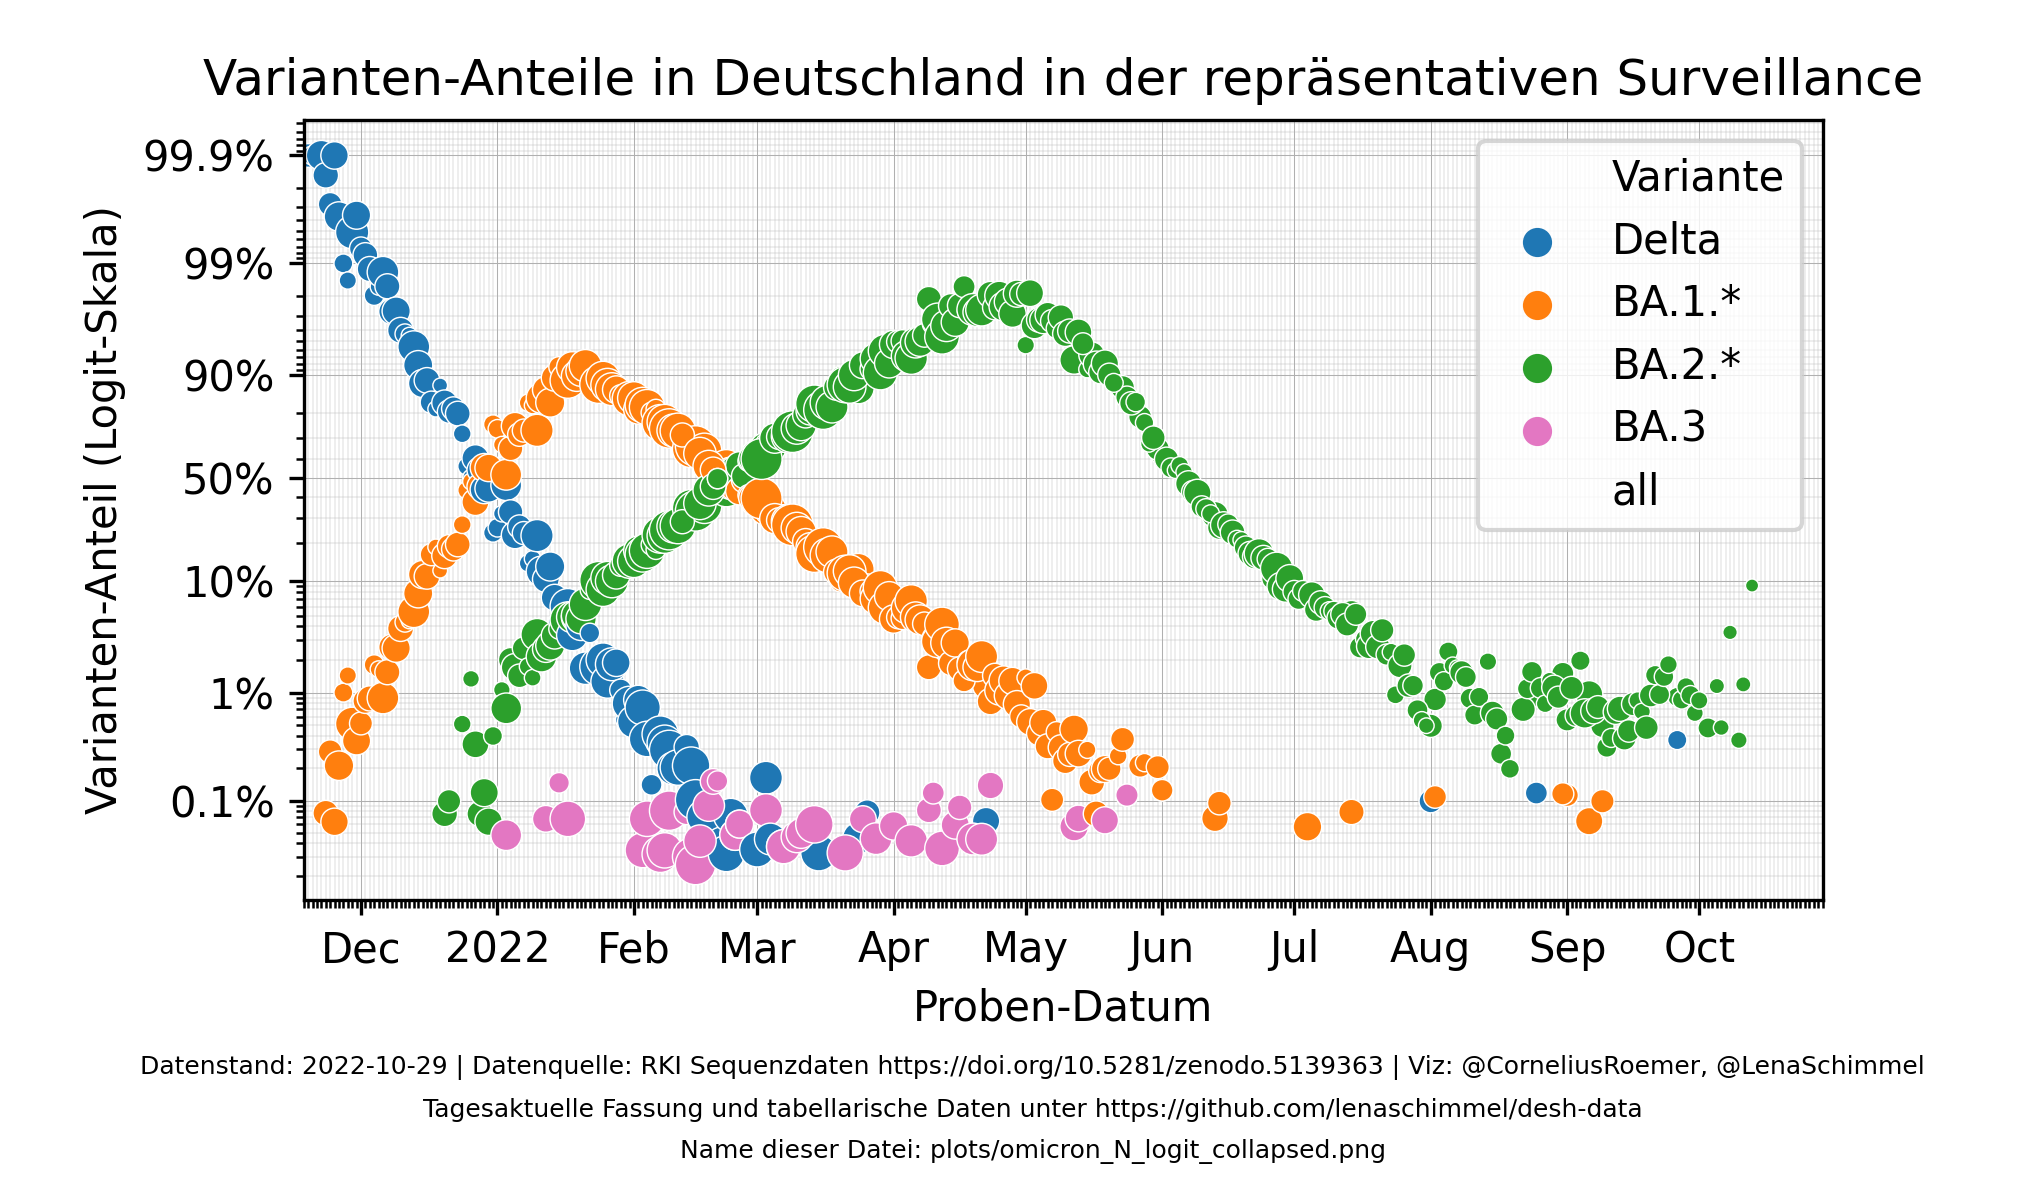 Varianten-Anteile in Deutschland in der repräsentativen Surveillance
Varianten-Anteil (Logit-Skala)
99.9%
99%
90%
50%
10%
1%
0.1%
Variante
Delta
BA.1.*
BA.2.*
BA.3
all
Dec 2022 Feb Mar Apr May Jun Jul Aug Sep Oct
Proben-Datum
Datenstand: 2022-10-29 | Datenquelle: RKI Sequenzdaten https://doi.org/10.5281/zenodo.5139363 | Viz: @CorneliusRoemer, @LenaSchimmel
Tagesaktuelle Fassung und tabellarische Daten unter https://github.com/lenaschimmel/desh-data
Name dieser Datei: plots/omicron_N_logit_collapsed.png